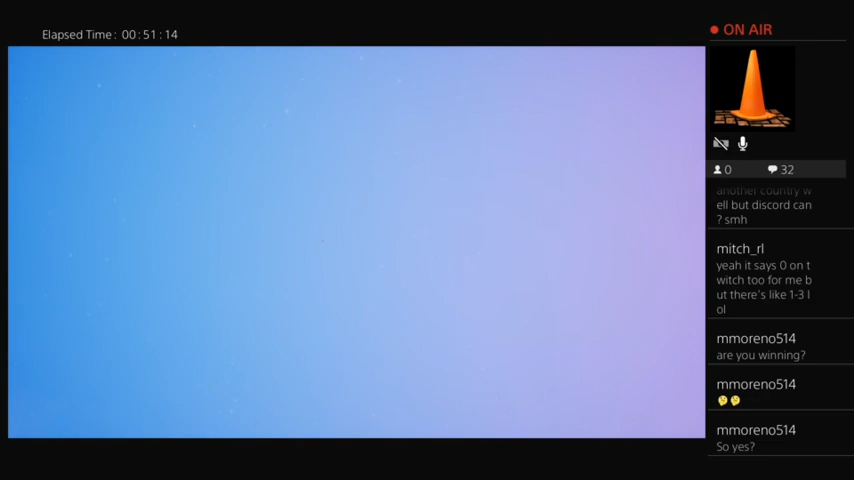 Elapsed Time: 00:51:14
ON AIR
0 32
another country w
ell but discord can
? smh
mitch_rl
yeah it says 0 on t
witch too for me b
ut there's like 1-3 l
ol
mmoreno514
are you winning?
mmoreno514
🤔🤔
mmoreno514
So yes?